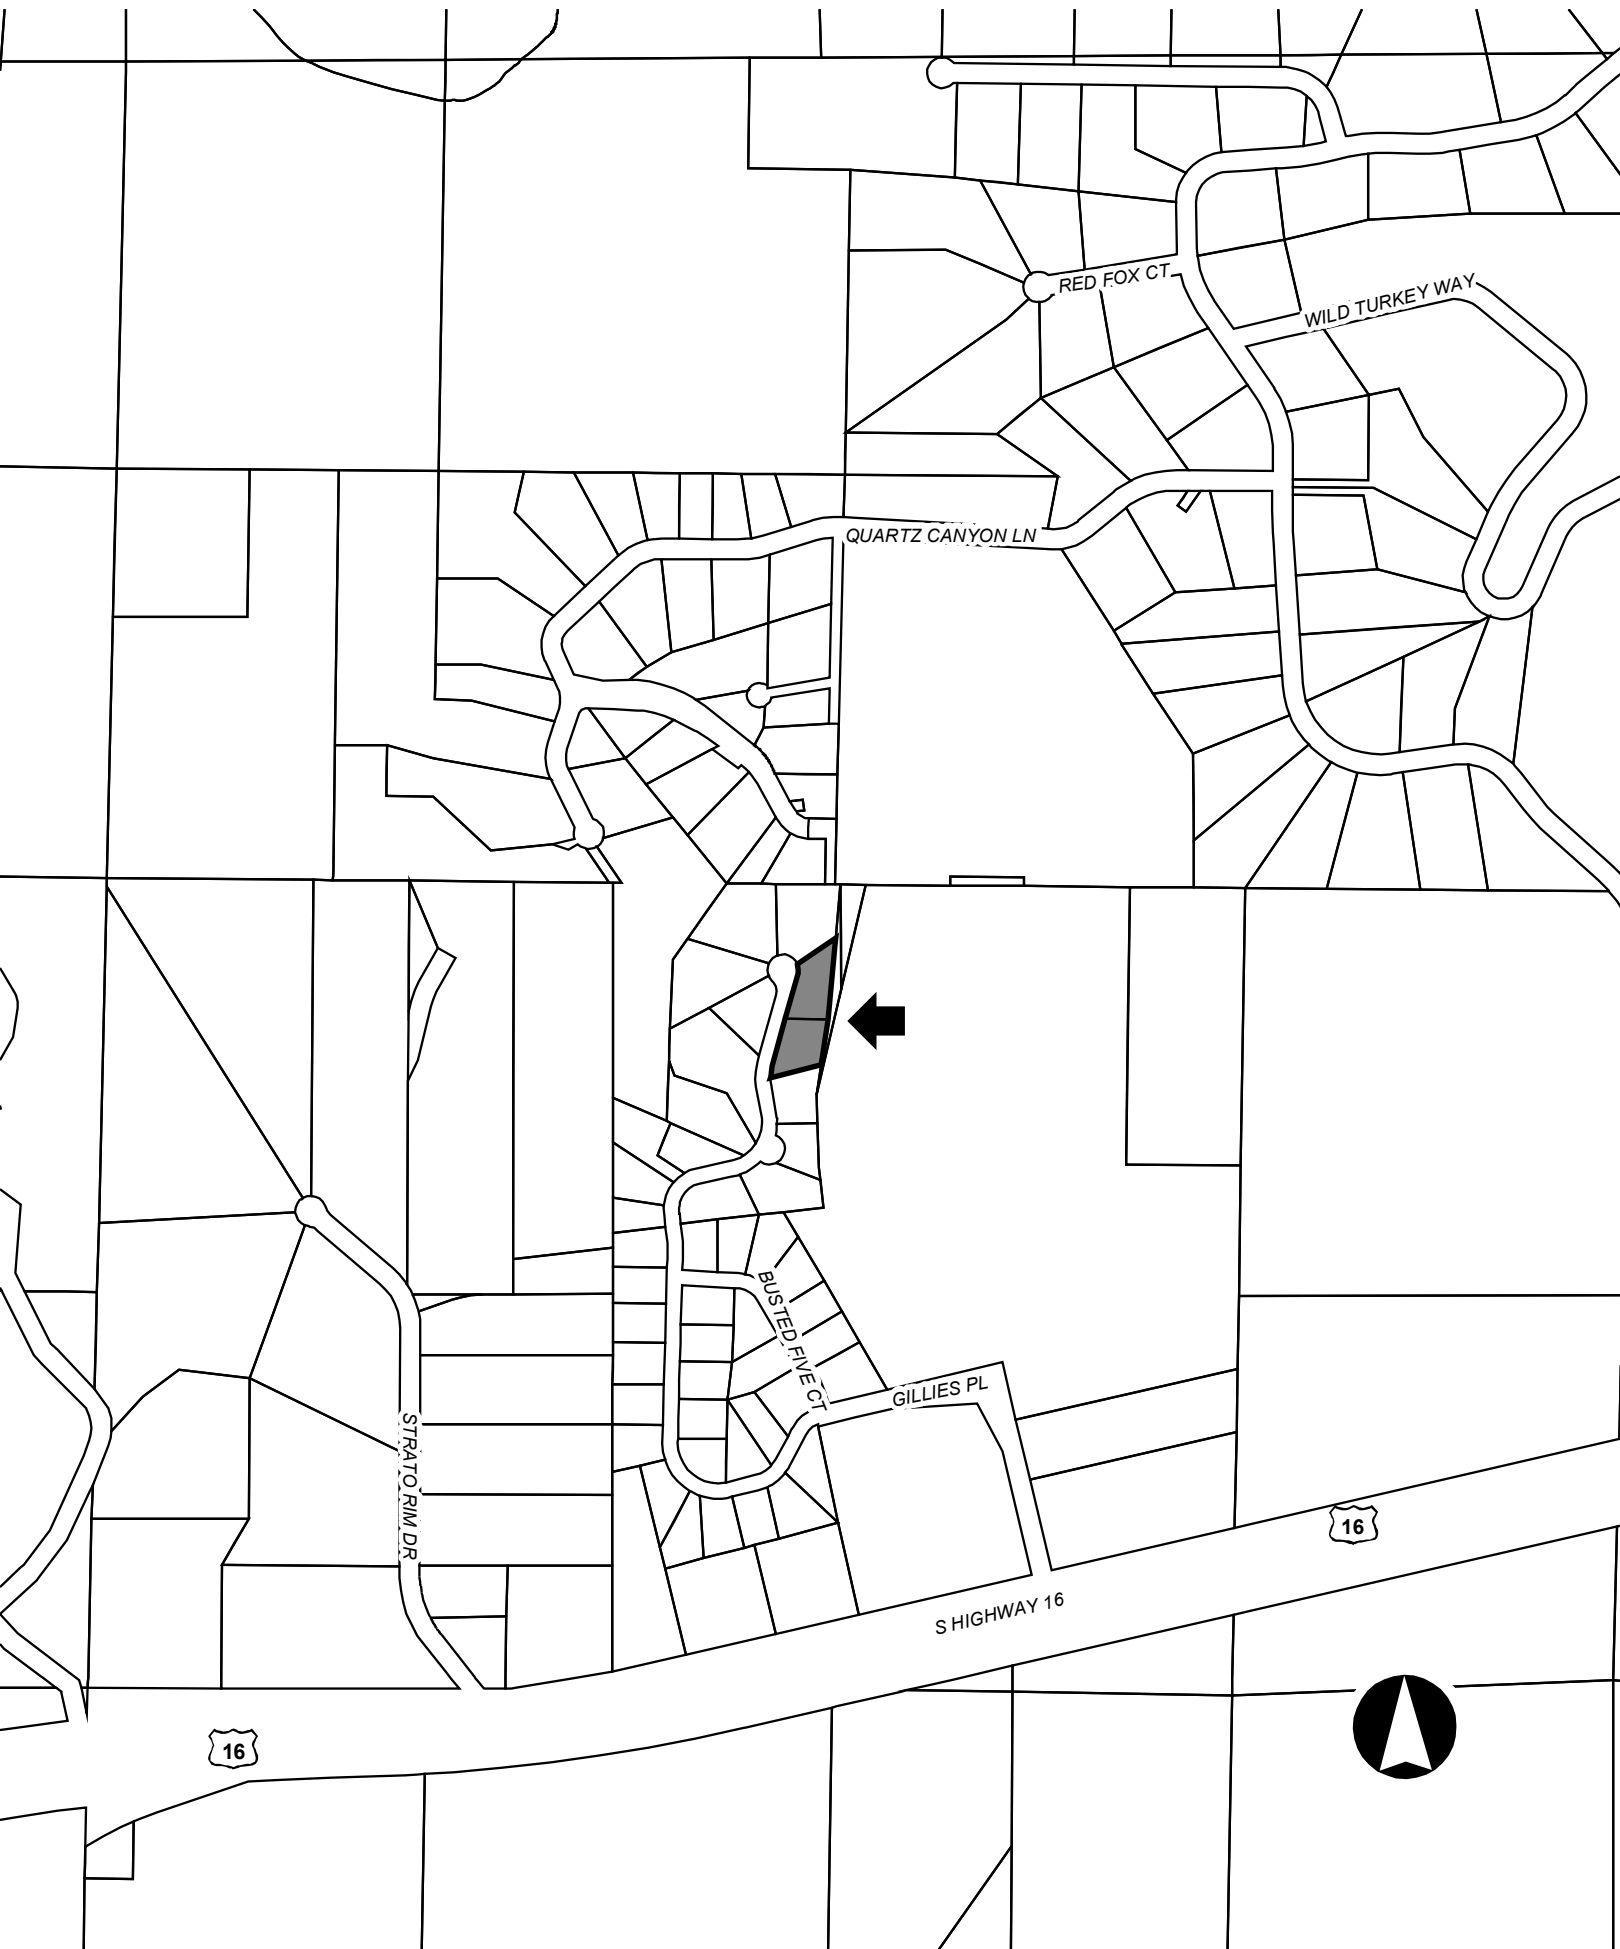 RED FOX CT
WILD TURKEY WAY
QUARTZ CANYON LN
BUSTED FIVE CT
GILLIES PL
STRATO RIM DR
16
S HIGHWAY 16
16